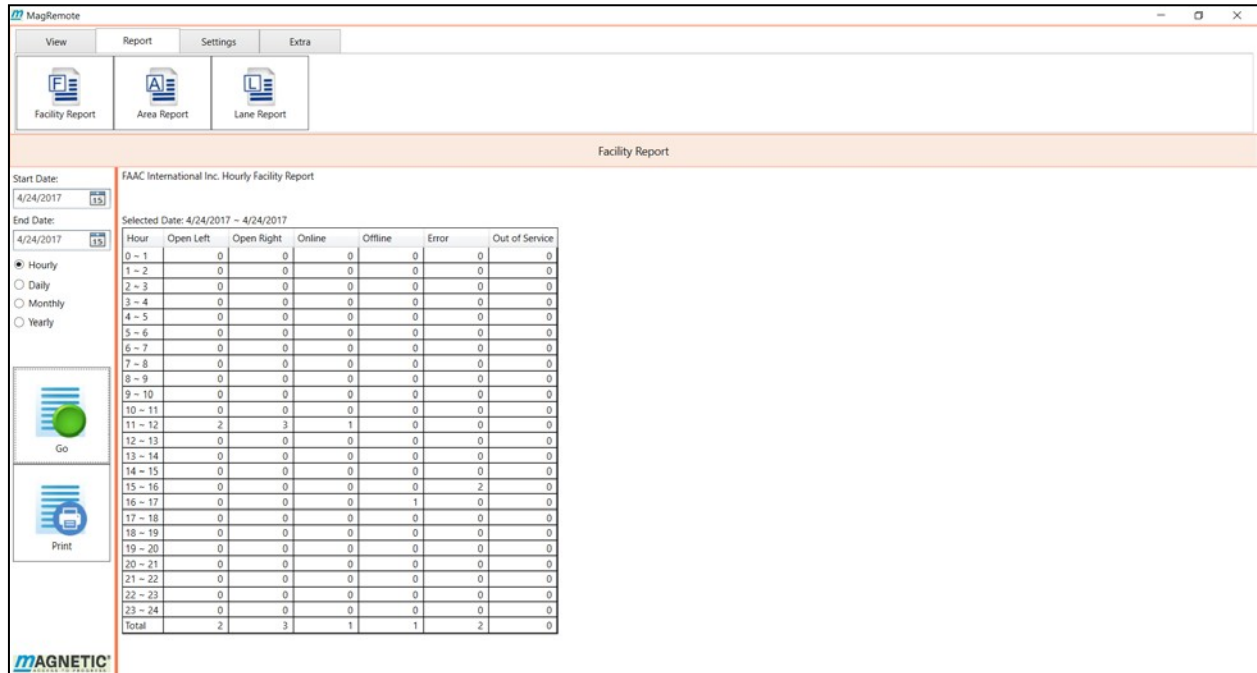 MagRemote
View Report Settings Extra
F A L
Facility Report Area Report Lane Report
Facility Report
Start Date:
4/24/2017 15
End Date:
4/24/2017 15
Hourly
Daily
Monthly
Yearly
Go
Print
MAGNETIC
FAAC International Inc. Hourly Facility Report
Selected Date: 4/24/2017 ~ 4/24/2017
Hour Open Left Open Right Online Offline Error Out of Service
0 ~ 1 0 0 0 0 0 0
1 ~ 2 0 0 0 0 0 0
2 ~ 3 0 0 0 0 0 0
3 ~ 4 0 0 0 0 0 0
4 ~ 5 0 0 0 0 0 0
5 ~ 6 0 0 0 0 0 0
6 ~ 7 0 0 0 0 0 0
7 ~ 8 0 0 0 0 0 0
8 ~ 9 0 0 0 0 0 0
9 ~ 10 0 0 0 0 0 0
10 ~ 11 0 0 0 0 0 0
11 ~ 12 2 3 1 0 0 0
12 ~ 13 0 0 0 0 0 0
13 ~ 14 0 0 0 0 0 0
14 ~ 15 0 0 0 0 0 0
15 ~ 16 0 0 0 0 2 0
16 ~ 17 0 0 0 1 0 0
17 ~ 18 0 0 0 0 0 0
18 ~ 19 0 0 0 0 0 0
19 ~ 20 0 0 0 0 0 0
20 ~ 21 0 0 0 0 0 0
21 ~ 22 0 0 0 0 0 0
22 ~ 23 0 0 0 0 0 0
23 ~ 24 0 0 0 0 0 0
Total 2 3 1 1 2 0